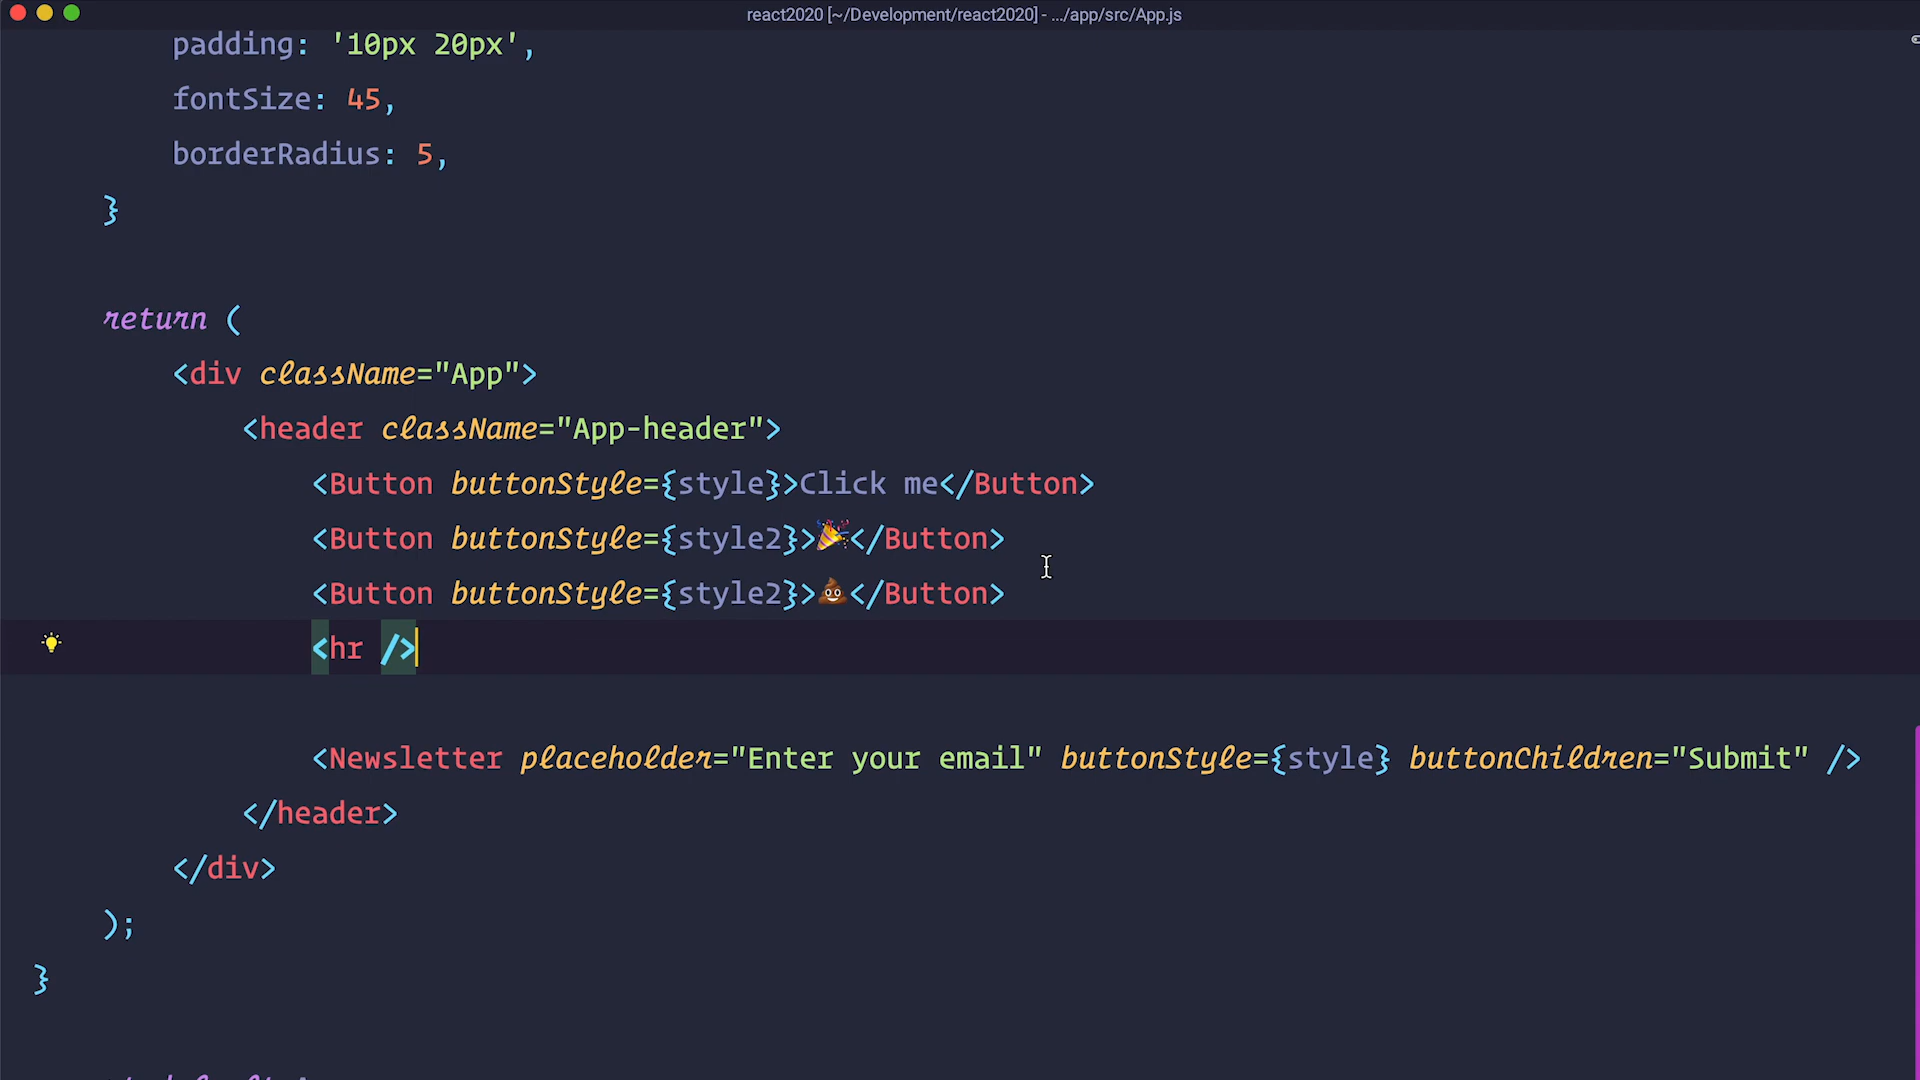 react2020 [~/Development/react2020] - .../app/src/App.js
padding: '10px 20px',
fontSize: 45,
borderRadius: 5,
}
return (
<div className="App">
<header className="App-header">
<Button buttonStyle={style}>Click me</Button>
<Button buttonStyle={style2}>🎉</Button>
<Button buttonStyle={style2}>💩</Button>
<hr />
<Newsletter placeholder="Enter your email" buttonStyle={style} buttonChildren="Submit" />
</header>
</div>
);
}